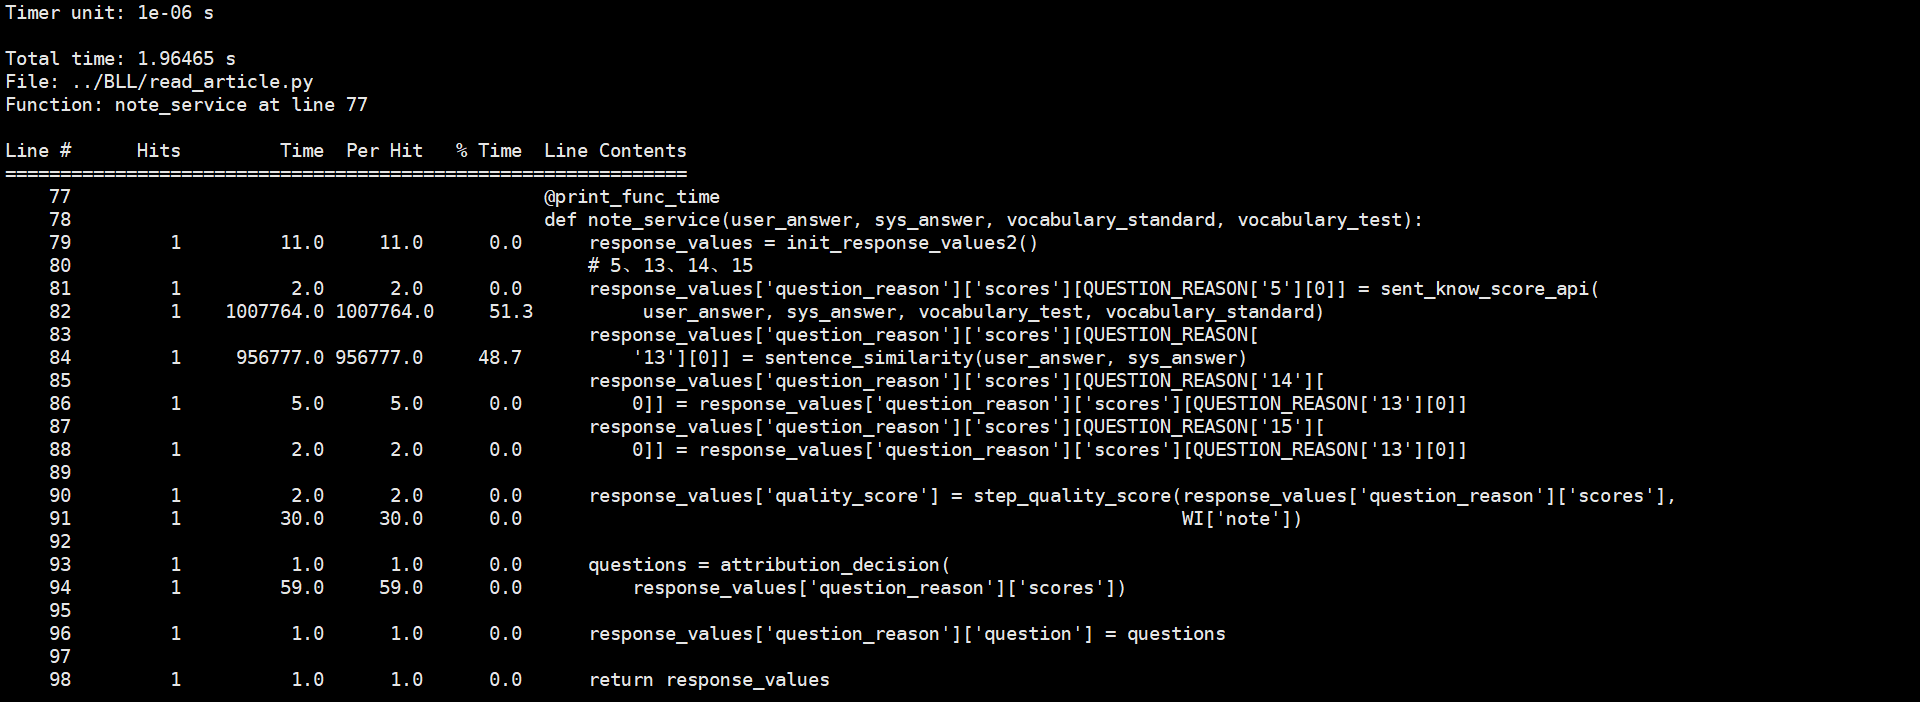 Timer unit: 1e-06 s

Total time: 1.96465 s
File: ../BLL/read_article.py
Function: note_service at line 77

Line #      Hits         Time  Per Hit   % Time  Line Contents
==============================================================
    77                                           @print_func_time
    78                                           def note_service(user_answer, sys_answer, vocabulary_standard, vocabulary_test):
    79         1         11.0     11.0      0.0      response_values = init_response_values2()
    80                                               # 5、13、14、15
    81         1          2.0      2.0      0.0      response_values['question_reason']['scores'][QUESTION_REASON['5'][0]] = sent_know_score_api(
    82         1    1007764.0 1007764.0     51.3          user_answer, sys_answer, vocabulary_test, vocabulary_standard)
    83                                               response_values['question_reason']['scores'][QUESTION_REASON[
    84         1     956777.0 956777.0     48.7          '13'][0]] = sentence_similarity(user_answer, sys_answer)
    85                                               response_values['question_reason']['scores'][QUESTION_REASON['14'][
    86         1          5.0      5.0      0.0          0]] = response_values['question_reason']['scores'][QUESTION_REASON['13'][0]]
    87                                               response_values['question_reason']['scores'][QUESTION_REASON['15'][
    88         1          2.0      2.0      0.0          0]] = response_values['question_reason']['scores'][QUESTION_REASON['13'][0]]
    89
    90         1          2.0      2.0      0.0      response_values['quality_score'] = step_quality_score(response_values['question_reason']['scores'],
    91         1         30.0     30.0      0.0                                                            WI['note'])
    92
    93         1          1.0      1.0      0.0      questions = attribution_decision(
    94         1         59.0     59.0      0.0          response_values['question_reason']['scores'])
    95
    96         1          1.0      1.0      0.0      response_values['question_reason']['question'] = questions
    97
    98         1          1.0      1.0      0.0      return response_values